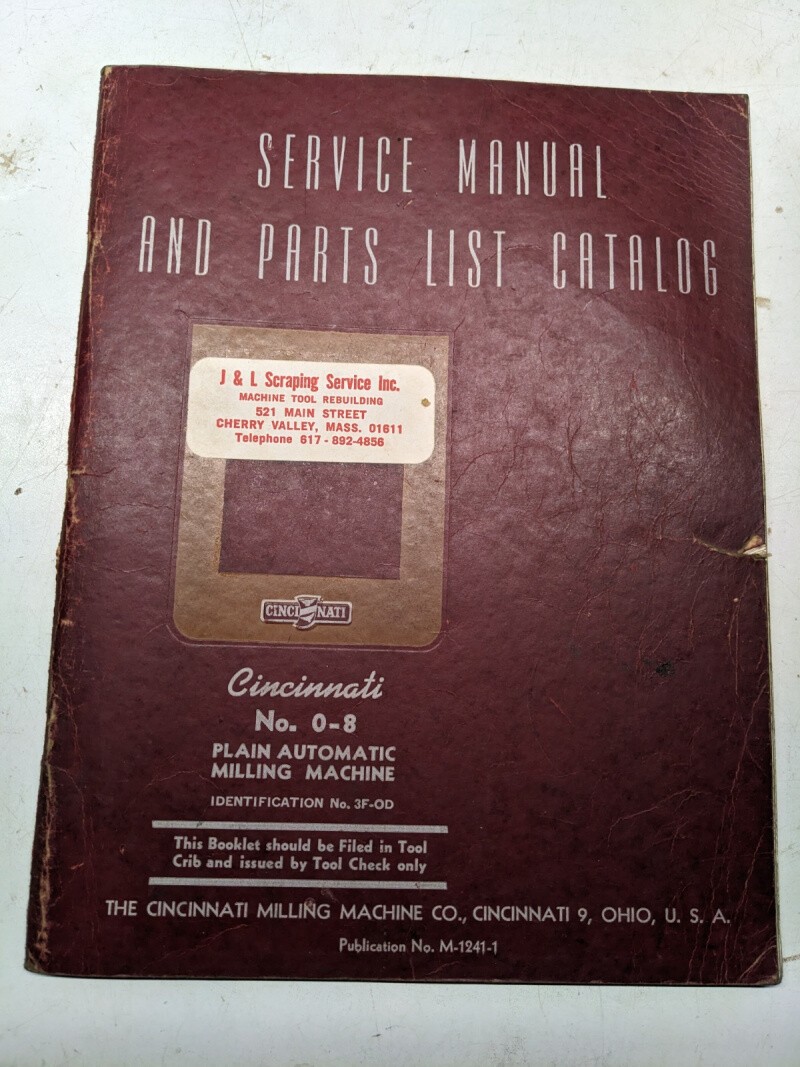 SERVICE MANUAL
AND PARTS LIST CATALOG
J & L Scraping Service Inc.
MACHINE TOOL REBUILDING
521 MAIN STREET
CHERRY VALLEY, MASS. 01611
Telephone 617 - 892-4856
CINCINNATI
Cincinnati
No. 0-8
PLAIN AUTOMATIC
MILLING MACHINE
IDENTIFICATION No. 3F-OD
This Booklet should be Filed in Tool
Crib and issued by Tool Check only
THE CINCINNATI MILLING MACHINE CO., CINCINNATI 9, OHIO, U. S. A.
Publication No. M-1241-1